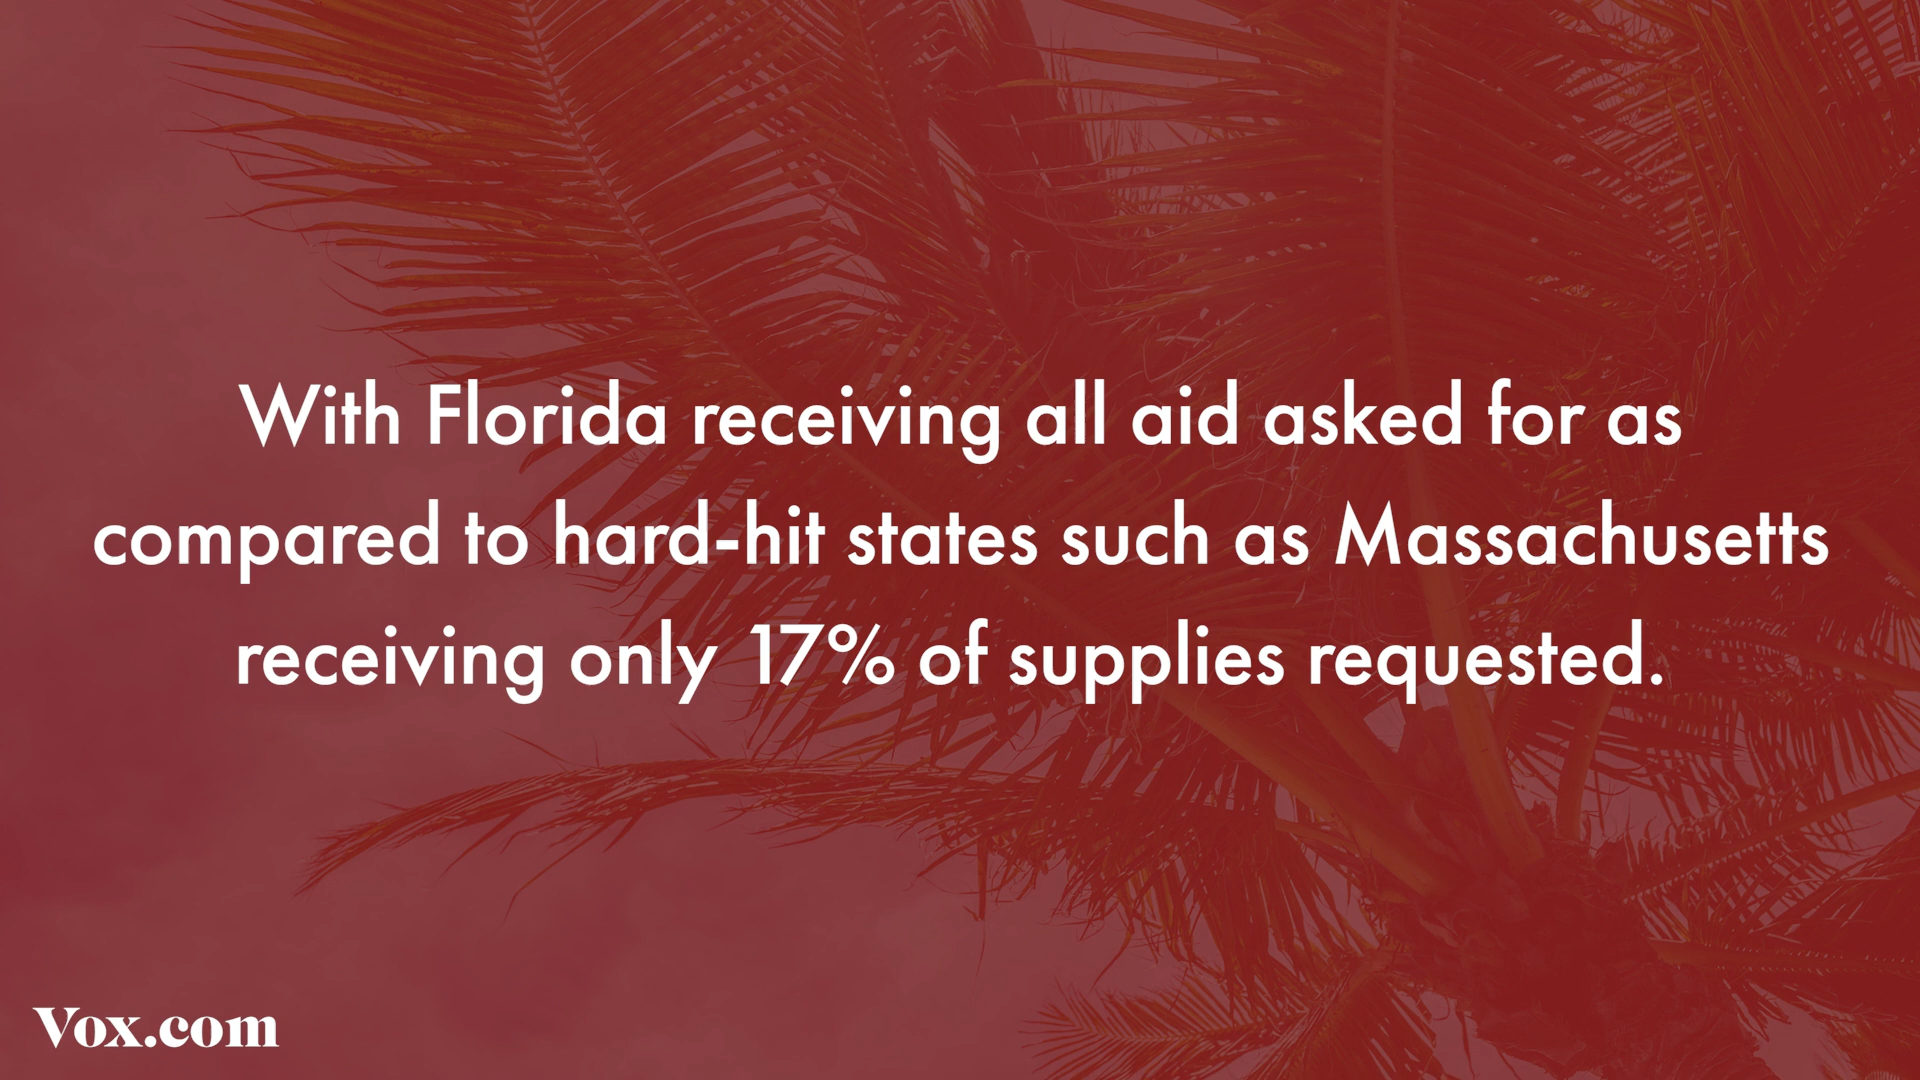 With Florida receiving all aid asked for as
compared to hard-hit states such as Massachusetts
receiving only 17% of supplies requested.
Vox.com